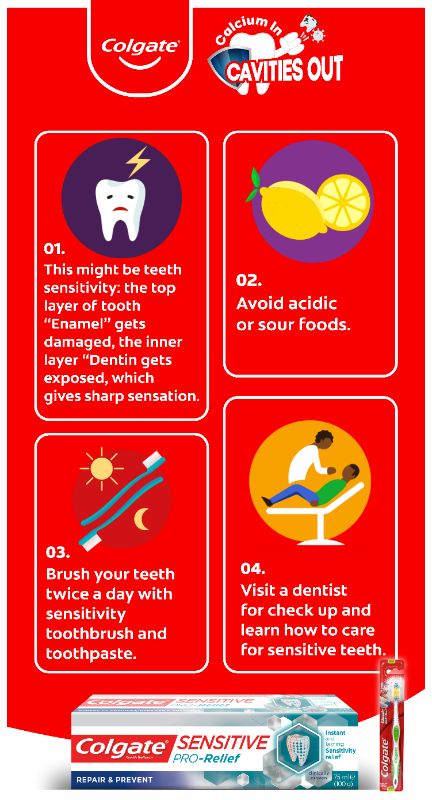 Colgate
Calcium In
CAVITIES OUT
01.
This might be teeth
sensitivity: the top
layer of tooth
“Enamel” gets
damaged, the inner
layer “Dentin gets
exposed, which
gives sharp sensation.
02.
Avoid acidic
or sour foods.
03.
Brush your teeth
twice a day with
sensitivity
toothbrush and
toothpaste.
04.
Visit a dentist
for check up and
learn how to care
for sensitive teeth.
Colgate SENSITIVE
PRO-Relief
Instant
and
lasting
Sensitivity
relief
REPAIR & PREVENT
clinically
proven
75 ml e
(100 g)